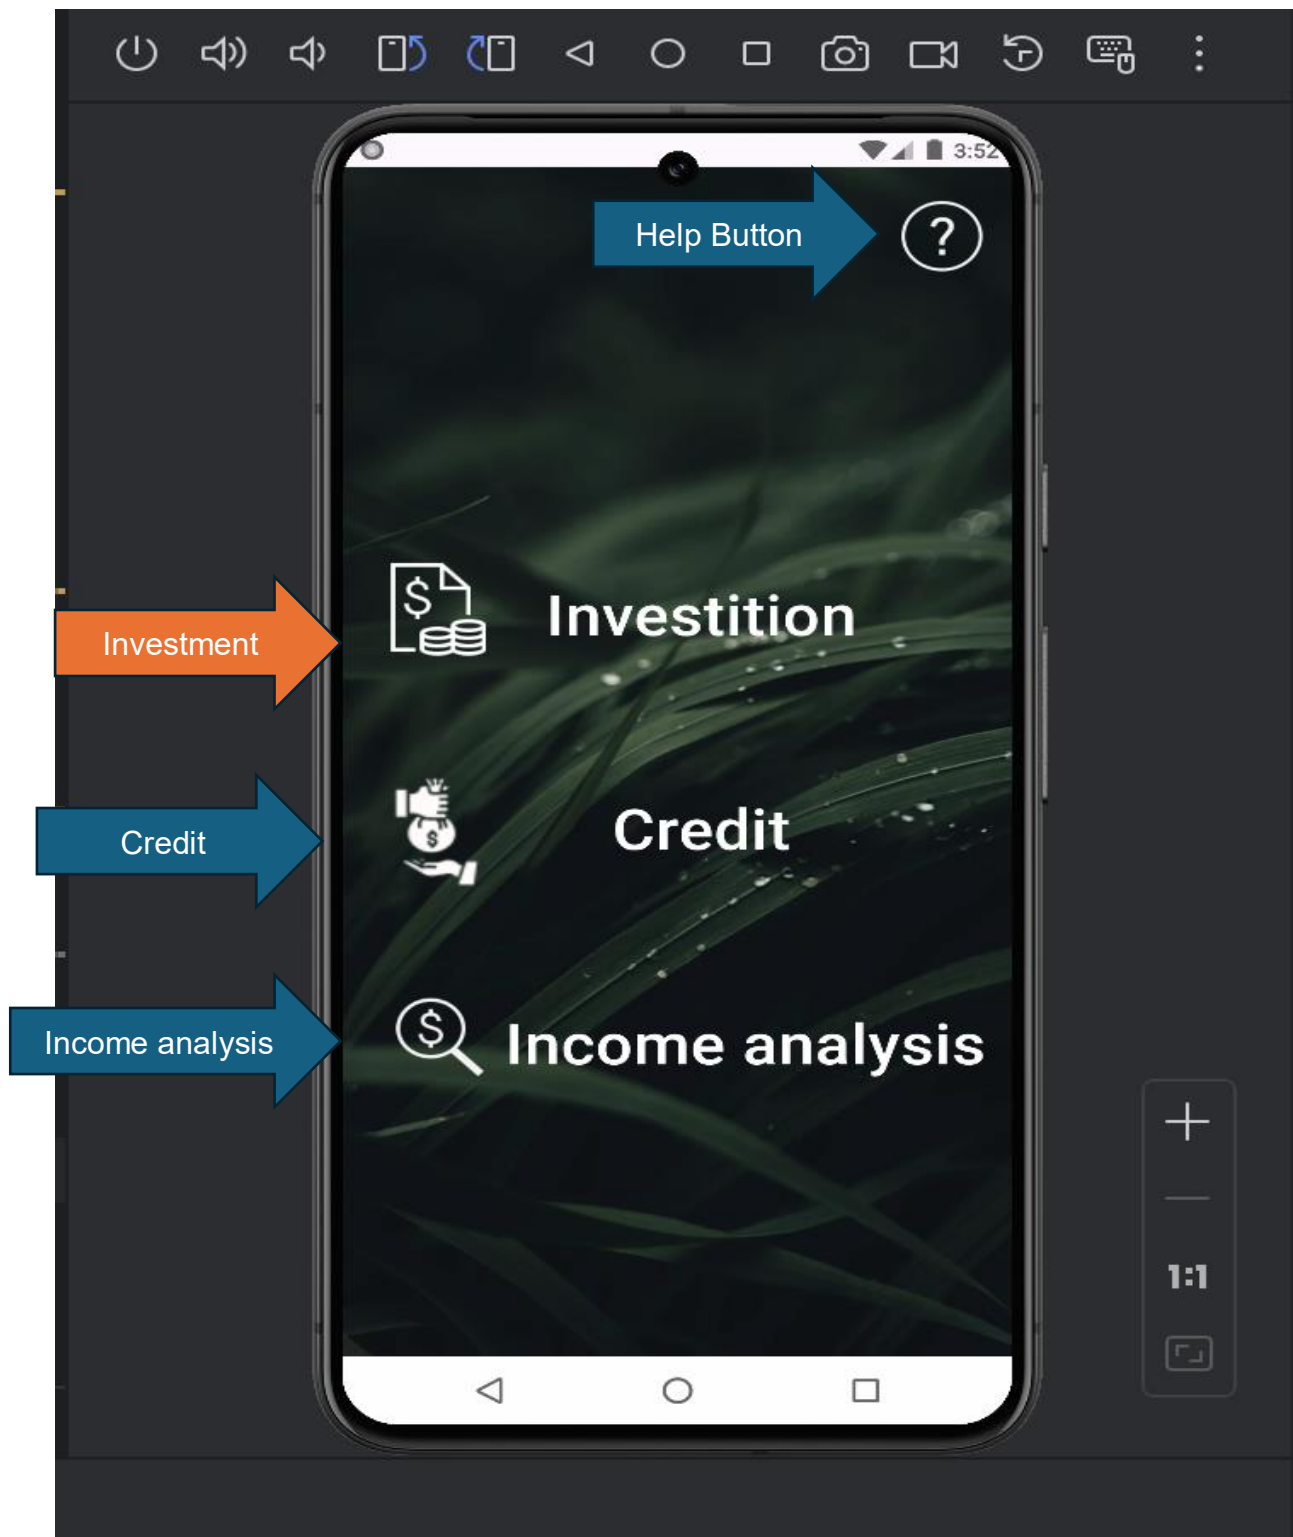 3:52
Help Button
?
$
Investment
Investition
$
Credit
Credit
$
Income analysis
Income analysis
1:1